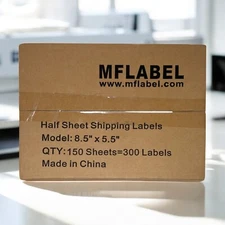 MFLABEL
www.mflabel.com
Half Sheet Shipping Labels
Model: 8.5" x 5.5"
QTY: 150 Sheets=300 Labels
Made in China